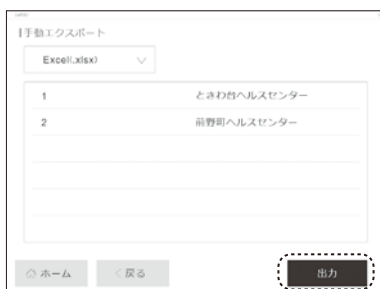 手動エクスポート
Excel(.xlsx)
1 ときわ台ヘルスセンター
2 前野町ヘルスセンター
ホーム 戻る 出力